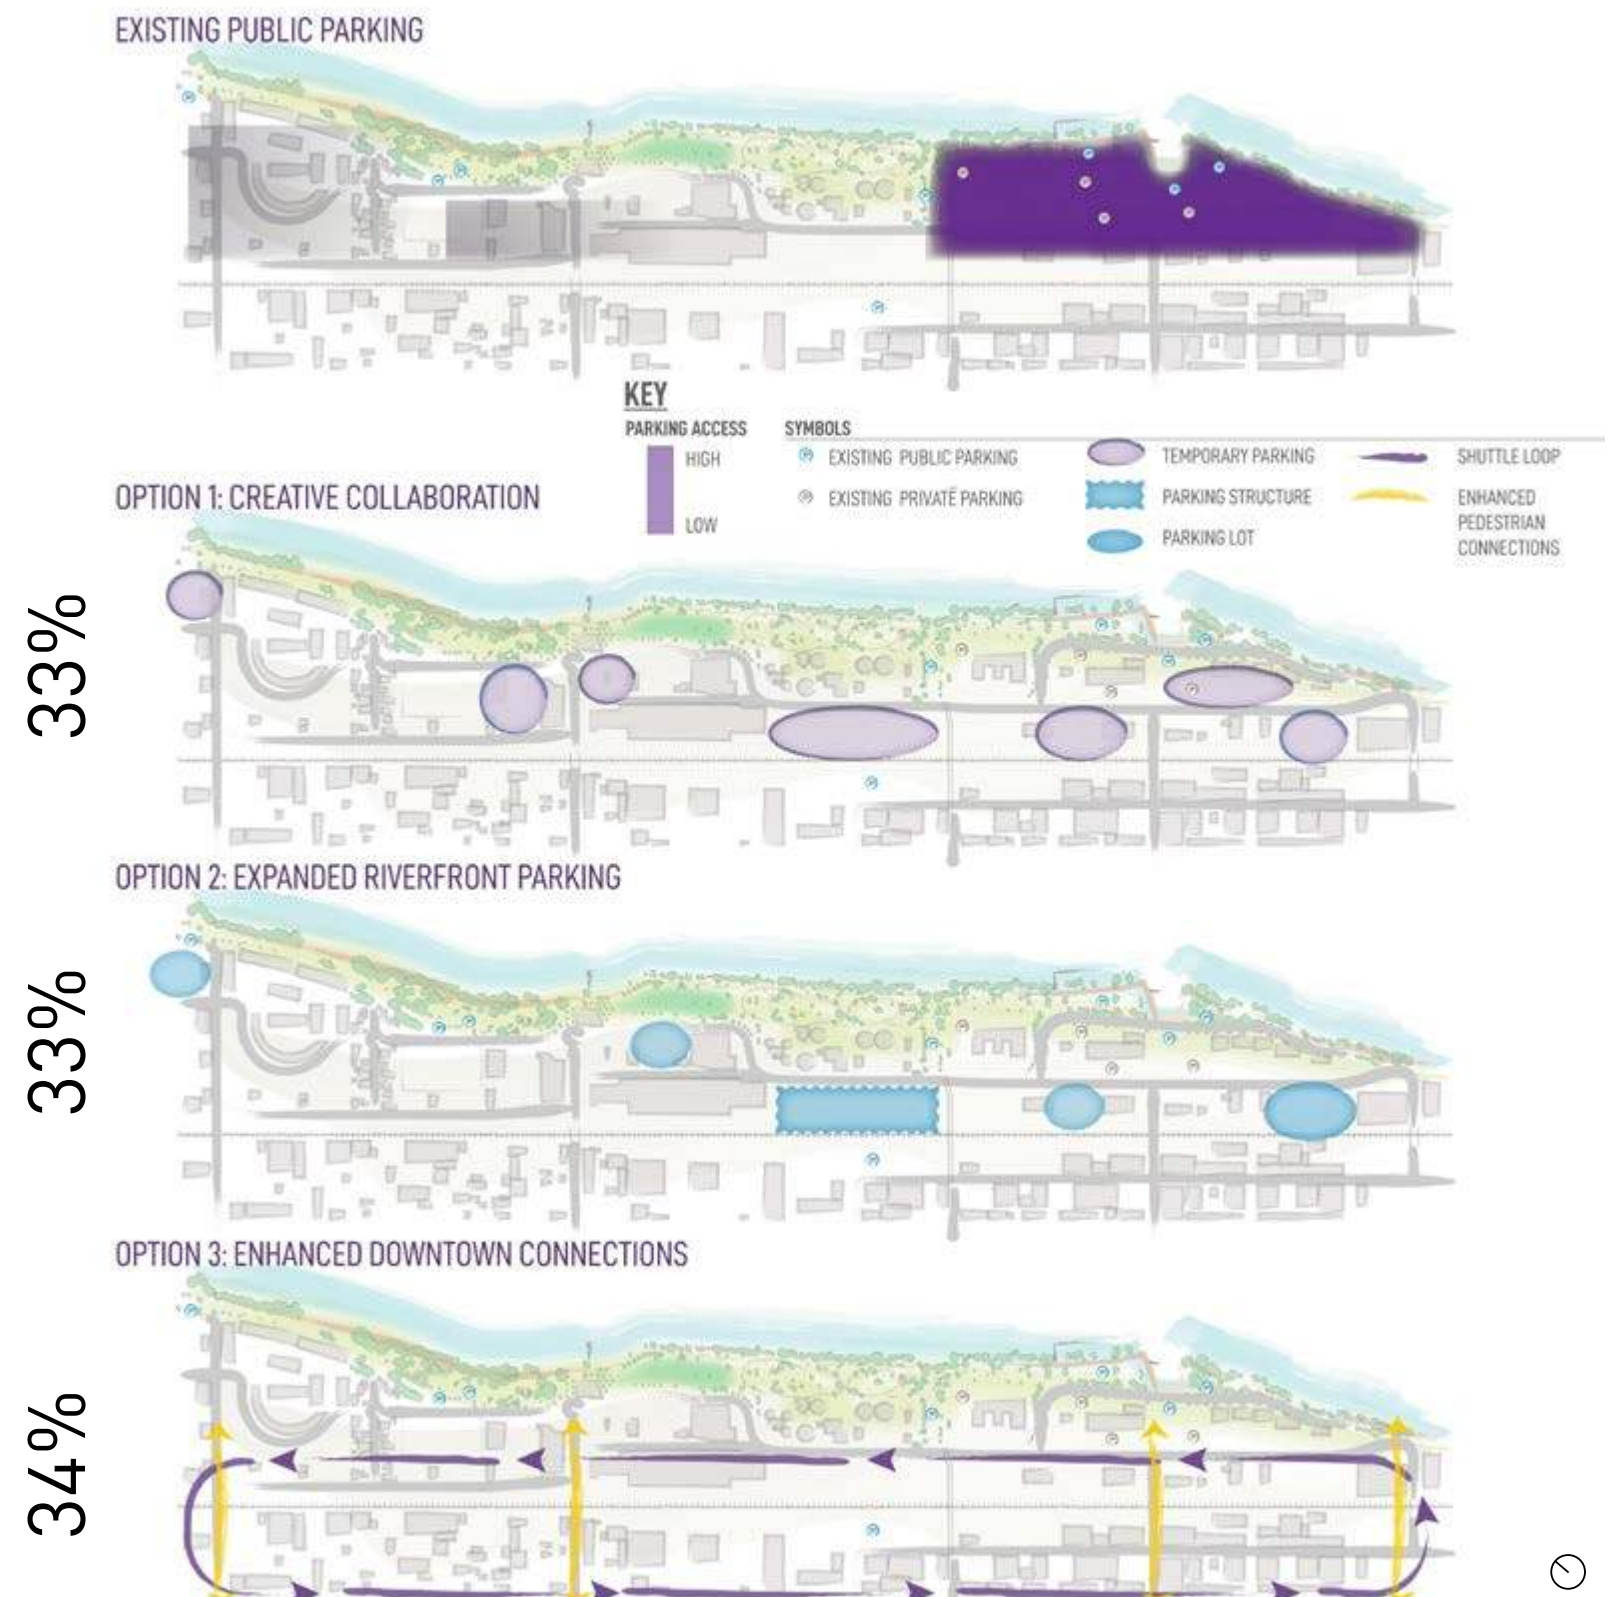 EXISTING PUBLIC PARKING
KEY
PARKING ACCESS
HIGH
LOW
SYMBOLS
EXISTING PUBLIC PARKING
EXISTING PRIVATE PARKING
TEMPORARY PARKING
PARKING STRUCTURE
PARKING LOT
SHUTTLE LOOP
ENHANCED
PEDESTRIAN
CONNECTIONS
OPTION 1: CREATIVE COLLABORATION
33%
OPTION 2: EXPANDED RIVERFRONT PARKING
33%
OPTION 3: ENHANCED DOWNTOWN CONNECTIONS
34%